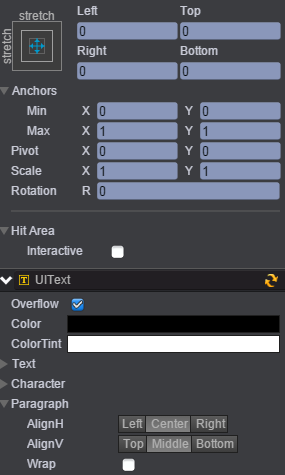 stretch
stretch
Left Top
0 0
Right Bottom
0 0
Anchors
Min X 0 Y 0
Max X 1 Y 1
Pivot X 0 Y 0
Scale X 1 Y 1
Rotation R 0
Hit Area
Interactive
T UIText
Overflow
Color
ColorTint
Text
Character
Paragraph
AlignH Left Center Right
AlignV Top Middle Bottom
Wrap